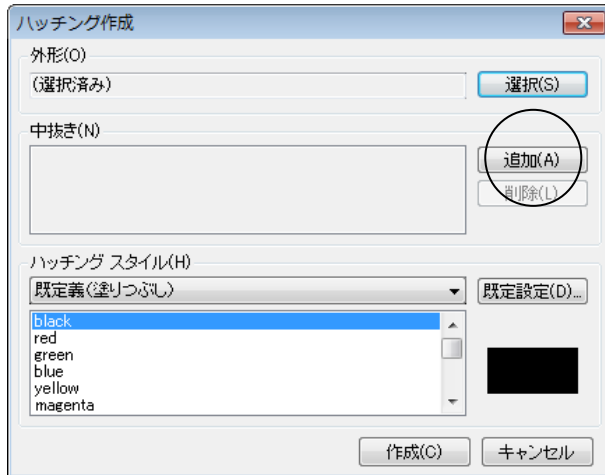 ハッチング作成
外形(O)
(選択済み)
選択(S)
中抜き(N)
追加(A)
削除(L)
ハッチング スタイル(H)
既定義(塗りつぶし)
既定設定(D)...
black
red
green
blue
yellow
magenta
作成(C)
キャンセル